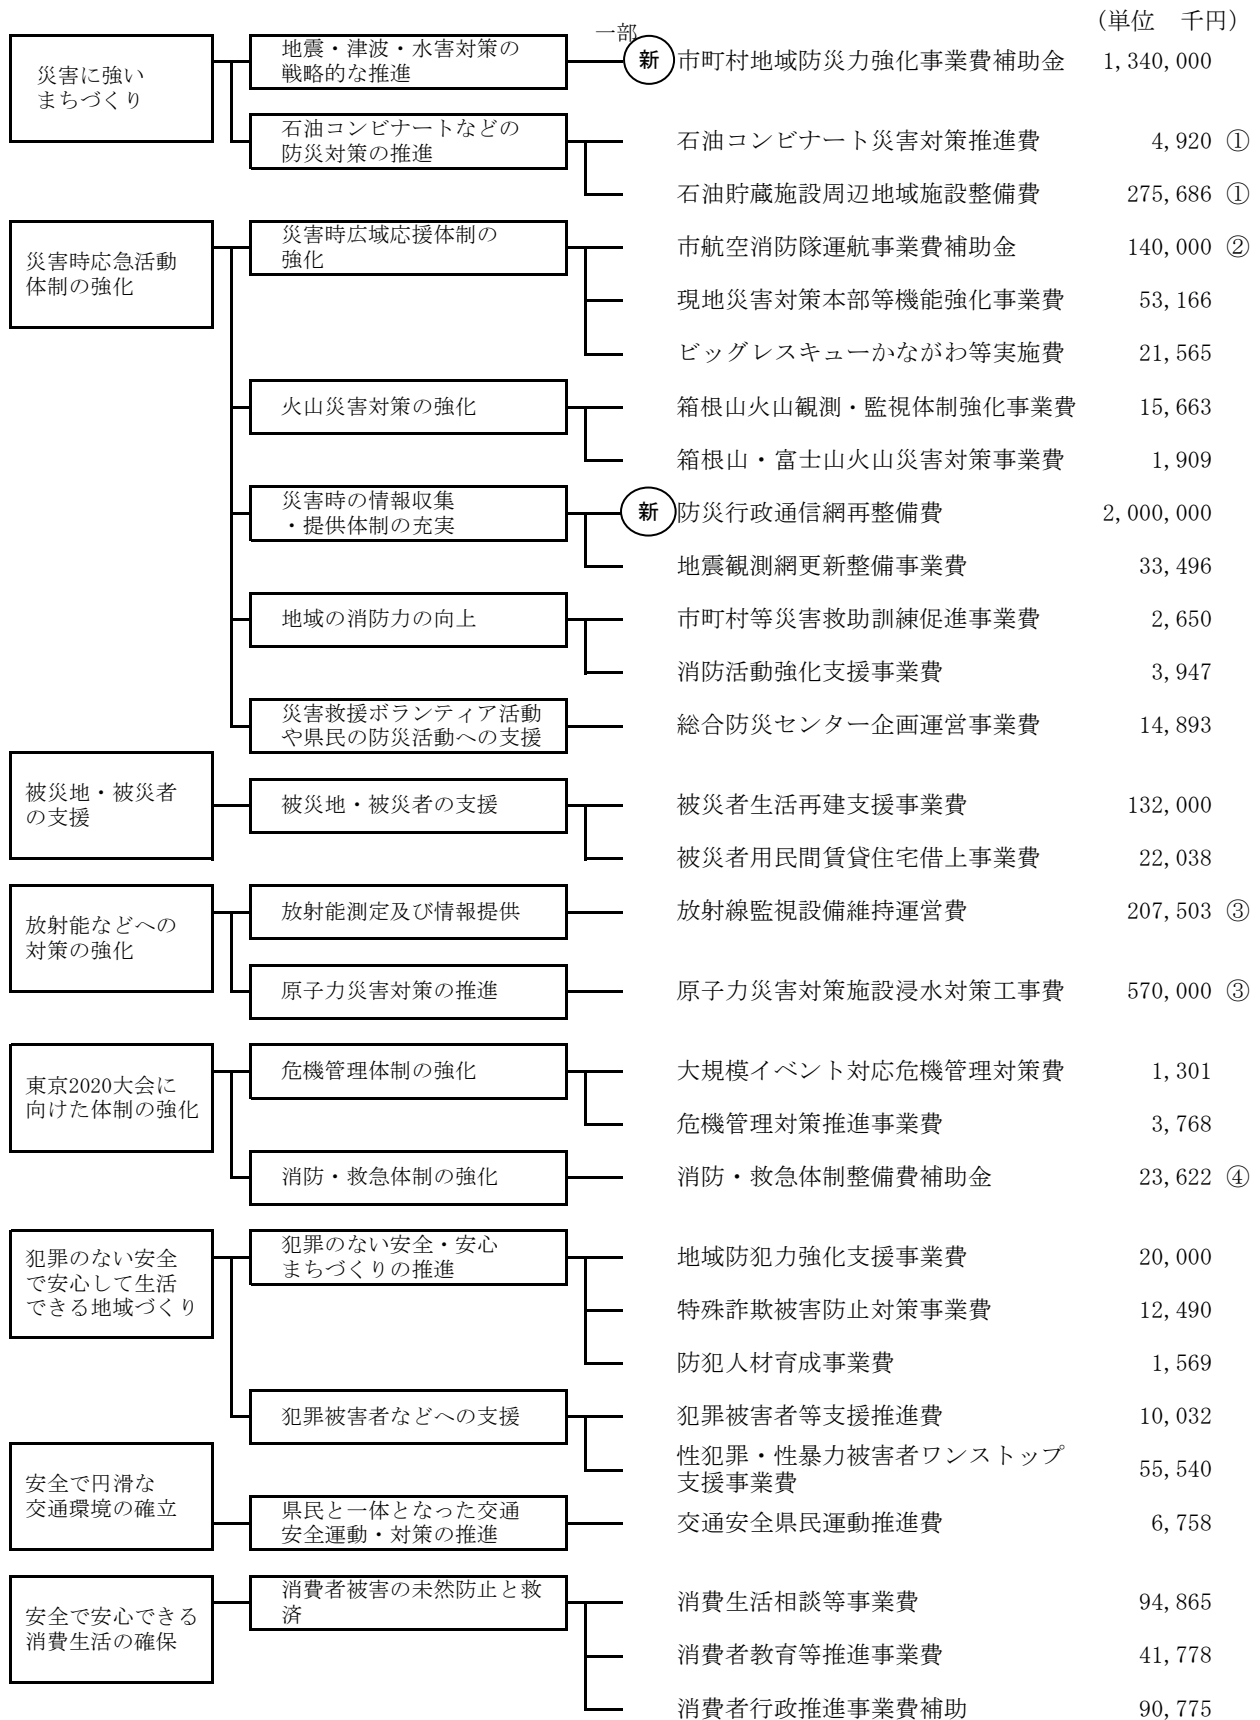 (単位　千円)
災害に強い
まちづくり
地震・津波・水害対策の
戦略的な推進
一部
新 市町村地域防災力強化事業費補助金 1,340,000
石油コンビナートなどの
防災対策の推進
石油コンビナート災害対策推進費 4,920 ①
石油貯蔵施設周辺地域施設整備費 275,686 ①
災害時応急活動
体制の強化
災害時広域応援体制の
強化
市航空消防隊運航事業費補助金 140,000 ②
現地災害対策本部等機能強化事業費 53,166
ビッグレスキューかながわ等実施費 21,565
火山災害対策の強化
箱根山火山観測・監視体制強化事業費 15,663
箱根山・富士山火山災害対策事業費 1,909
災害時の情報収集
・提供体制の充実
新 防災行政通信網再整備費 2,000,000
地震観測網更新整備事業費 33,496
地域の消防力の向上
市町村等災害救助訓練促進事業費 2,650
消防活動強化支援事業費 3,947
災害救援ボランティア活動
や県民の防災活動への支援
総合防災センター企画運営事業費 14,893
被災地・被災者
の支援
被災地・被災者の支援
被災者生活再建支援事業費 132,000
被災者用民間賃貸住宅借上事業費 22,038
放射能などへの
対策の強化
放射能測定及び情報提供
放射線監視設備維持運営費 207,503 ③
原子力災害対策の推進
原子力災害対策施設浸水対策工事費 570,000 ③
東京2020大会に
向けた体制の強化
危機管理体制の強化
大規模イベント対応危機管理対策費 1,301
危機管理対策推進事業費 3,768
消防・救急体制の強化
消防・救急体制整備費補助金 23,622 ④
犯罪のない安全
で安心して生活
できる地域づくり
犯罪のない安全・安心
まちづくりの推進
地域防犯力強化支援事業費 20,000
特殊詐欺被害防止対策事業費 12,490
防犯人材育成事業費 1,569
犯罪被害者などへの支援
犯罪被害者等支援推進費 10,032
性犯罪・性暴力被害者ワンストップ
支援事業費 55,540
安全で円滑な
交通環境の確立
県民と一体となった交通
安全運動・対策の推進
交通安全県民運動推進費 6,758
安全で安心できる
消費生活の確保
消費者被害の未然防止と救
済
消費生活相談等事業費 94,865
消費者教育等推進事業費 41,778
消費者行政推進事業費補助 90,775